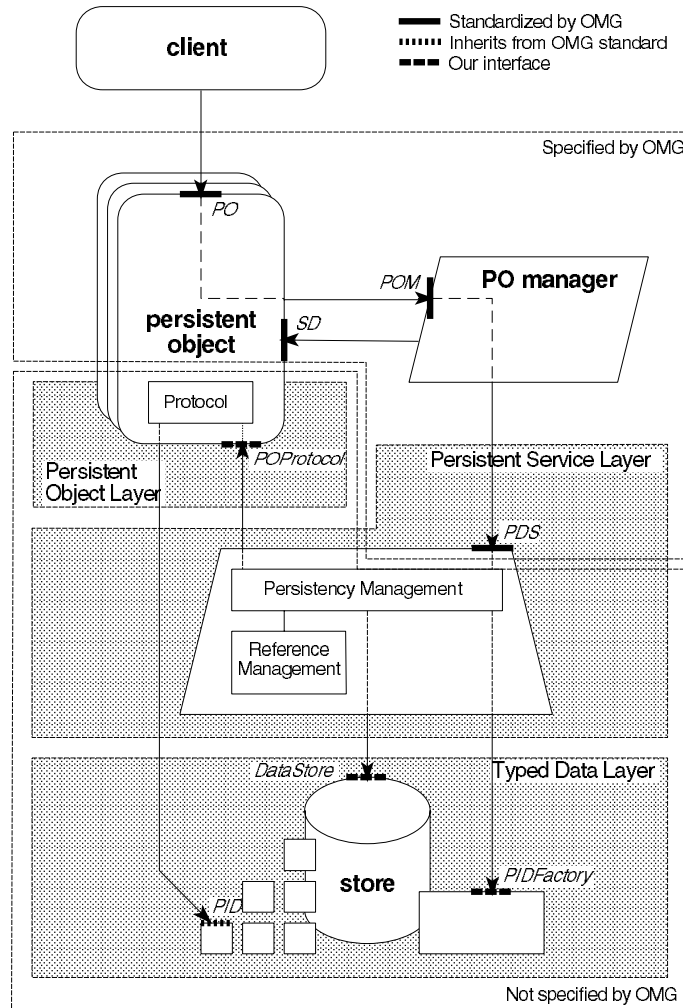 client
Standardized by OMG
Inherits from OMG standard
Our interface
Specified by OMG
PO
POM
PO manager
persistent
object
SD
Protocol
POProtocol
Persistent
Object Layer
Persistent Service Layer
PDS
Persistency Management
Reference
Management
DataStore
Typed Data Layer
store
PIDFactory
PID
Not specified by OMG